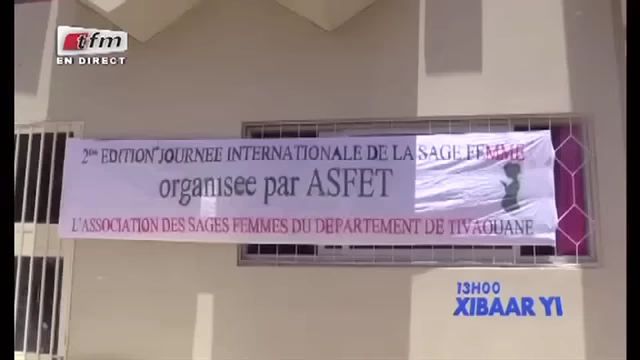 tfm
EN DIRECT
2ème EDITION JOURNEE INTERNATIONALE DE LA SAGE FEMME
organisée par ASFET
L'ASSOCIATION DES SAGES FEMMES DU DEPARTEMENT DE TIVAOUANE
13H00
XIBAAR YI